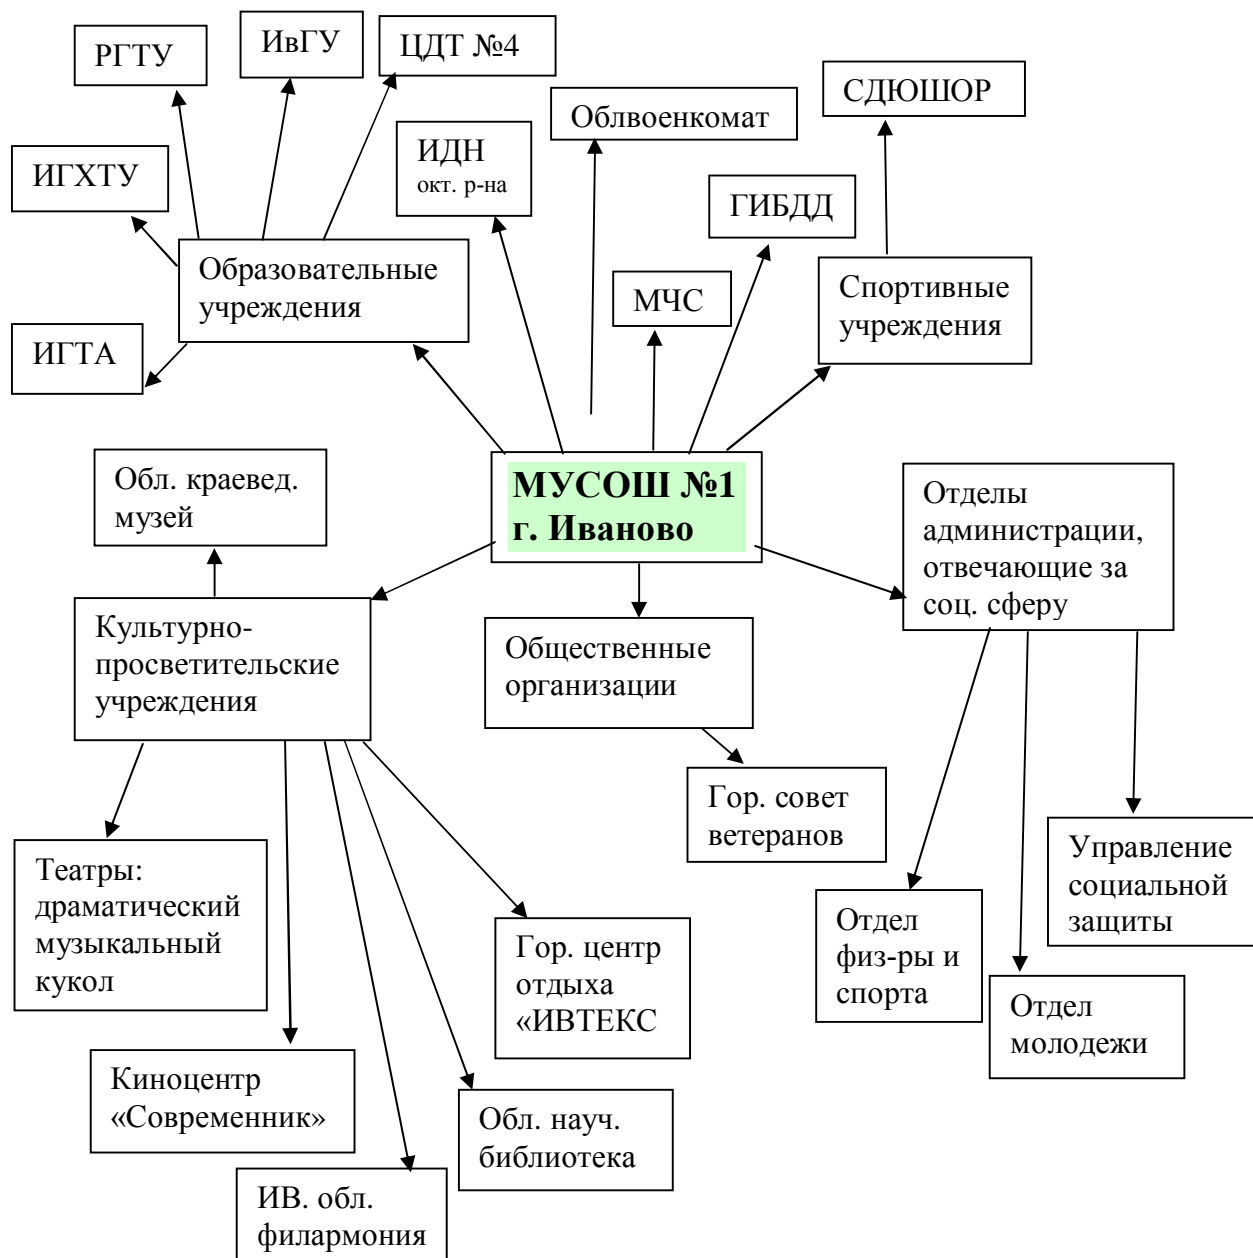 РГТУ
ИвГУ
ЦДТ №4
СДЮШОР
Облвоенкомат
ИДН
окт. р-на
ИГХТУ
ГИБДД
Образовательные
учреждения
МЧС
Спортивные
учреждения
ИГТА
МУСОШ №1
г. Иваново
Обл. краевед.
музей
Отделы
администрации,
отвечающие за
соц. сферу
Культурно-
просветительские
учреждения
Общественные
организации
Гор. совет
ветеранов
Управление
социальной
защиты
Театры:
драматический
музыкальный
кукол
Гор. центр
отдыха
«ИВТЕКС
Отдел
физ-ры и
спорта
Отдел
молодежи
Киноцентр
«Современник»
Обл. науч.
библиотека
ИВ. обл.
филармония